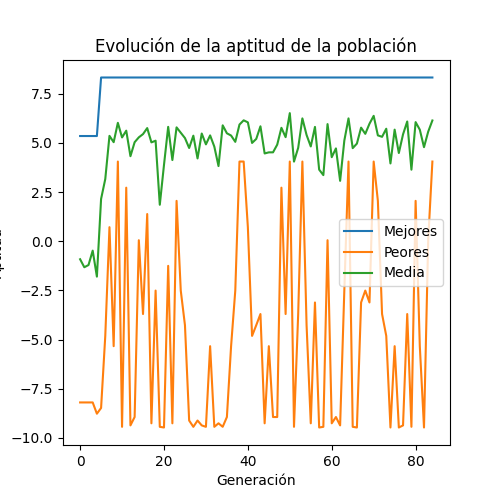 Evolución de la aptitud de la población
7.5
5.0
2.5
0.0
−2.5
−5.0
−7.5
−10.0
Mejores
Peores
Media
0
20
40
60
80
Generación